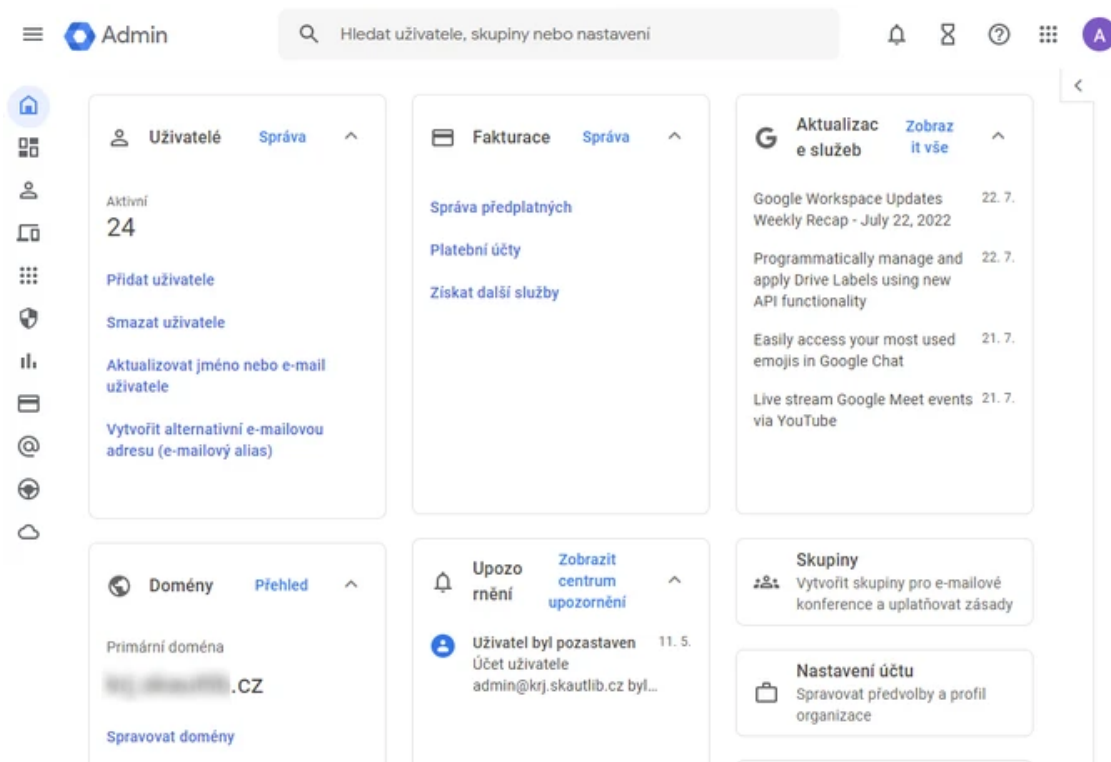 Admin
Hledat uživatele, skupiny nebo nastavení
A
Uživatelé
Správa
Aktivní
24
Přidat uživatele
Smazat uživatele
Aktualizovat jméno nebo e-mail
uživatele
Vytvořit alternativní e-mailovou
adresu (e-mailový alias)
Fakturace
Správa
Správa předplatných
Platební účty
Získat další služby
G
Aktualizac
e služeb
Zobraz
it vše
Google Workspace Updates 22. 7.
Weekly Recap - July 22, 2022
Programmatically manage and 22. 7.
apply Drive Labels using new
API functionality
Easily access your most used 21. 7.
emojis in Google Chat
Live stream Google Meet events 21. 7.
via YouTube
Domény
Přehled
Primární doména
.cz
Spravovat domény
Upozo
rnění
Zobrazit
centrum
upozornění
Uživatel byl pozastaven 11. 5.
Účet uživatele
admin@krj.skautlib.cz byl...
Skupiny
Vytvořit skupiny pro e-mailové
konference a uplatňovat zásady
Nastavení účtu
Spravovat předvolby a profil
organizace